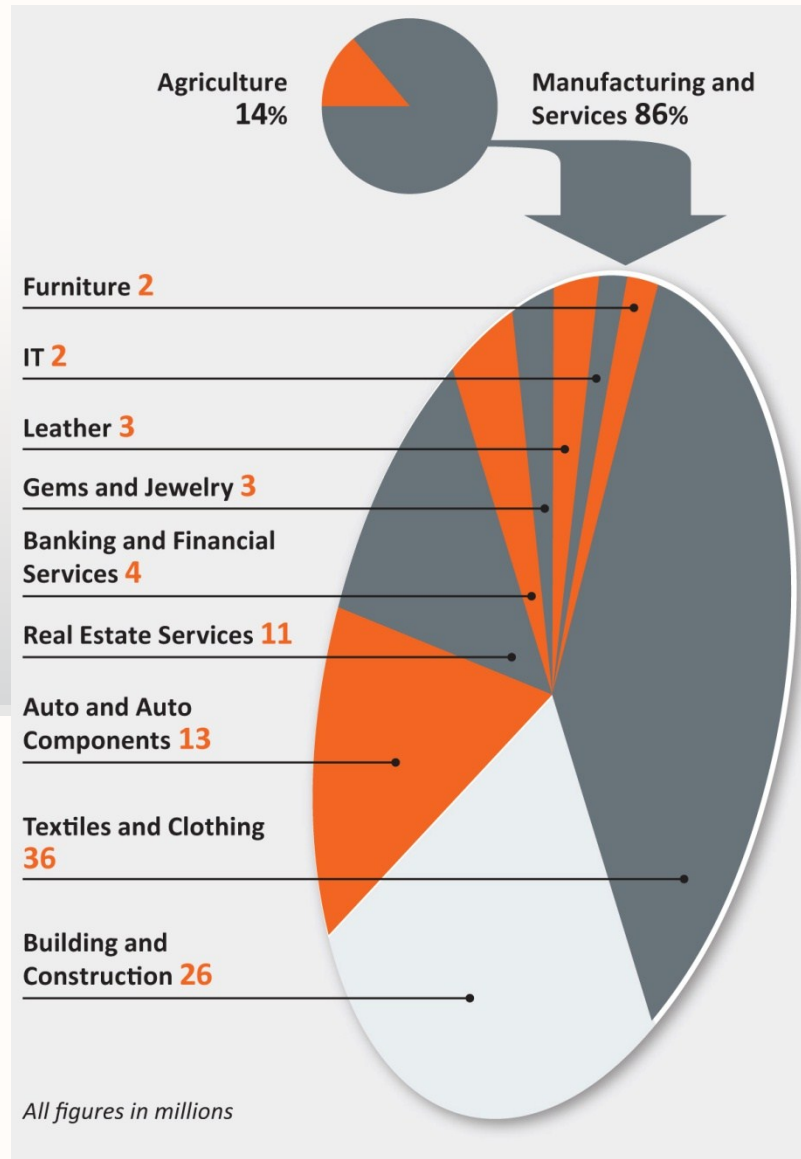 Agriculture
14%
Manufacturing and
Services 86%
Furniture 2
IT 2
Leather 3
Gems and Jewelry 3
Banking and Financial
Services 4
Real Estate Services 11
Auto and Auto
Components 13
Textiles and Clothing
36
Building and
Construction 26
All figures in millions